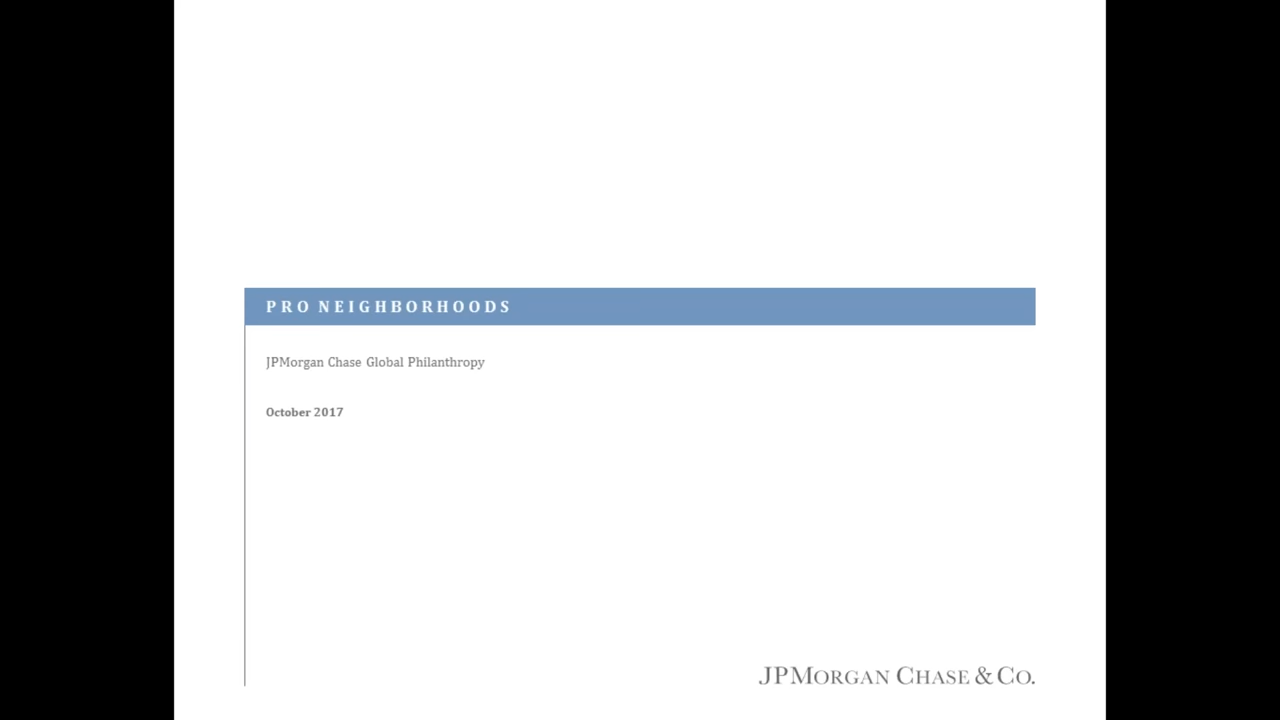 PRO NEIGHBORHOODS
JPMorgan Chase Global Philanthropy
October 2017
JPMORGAN CHASE & CO.